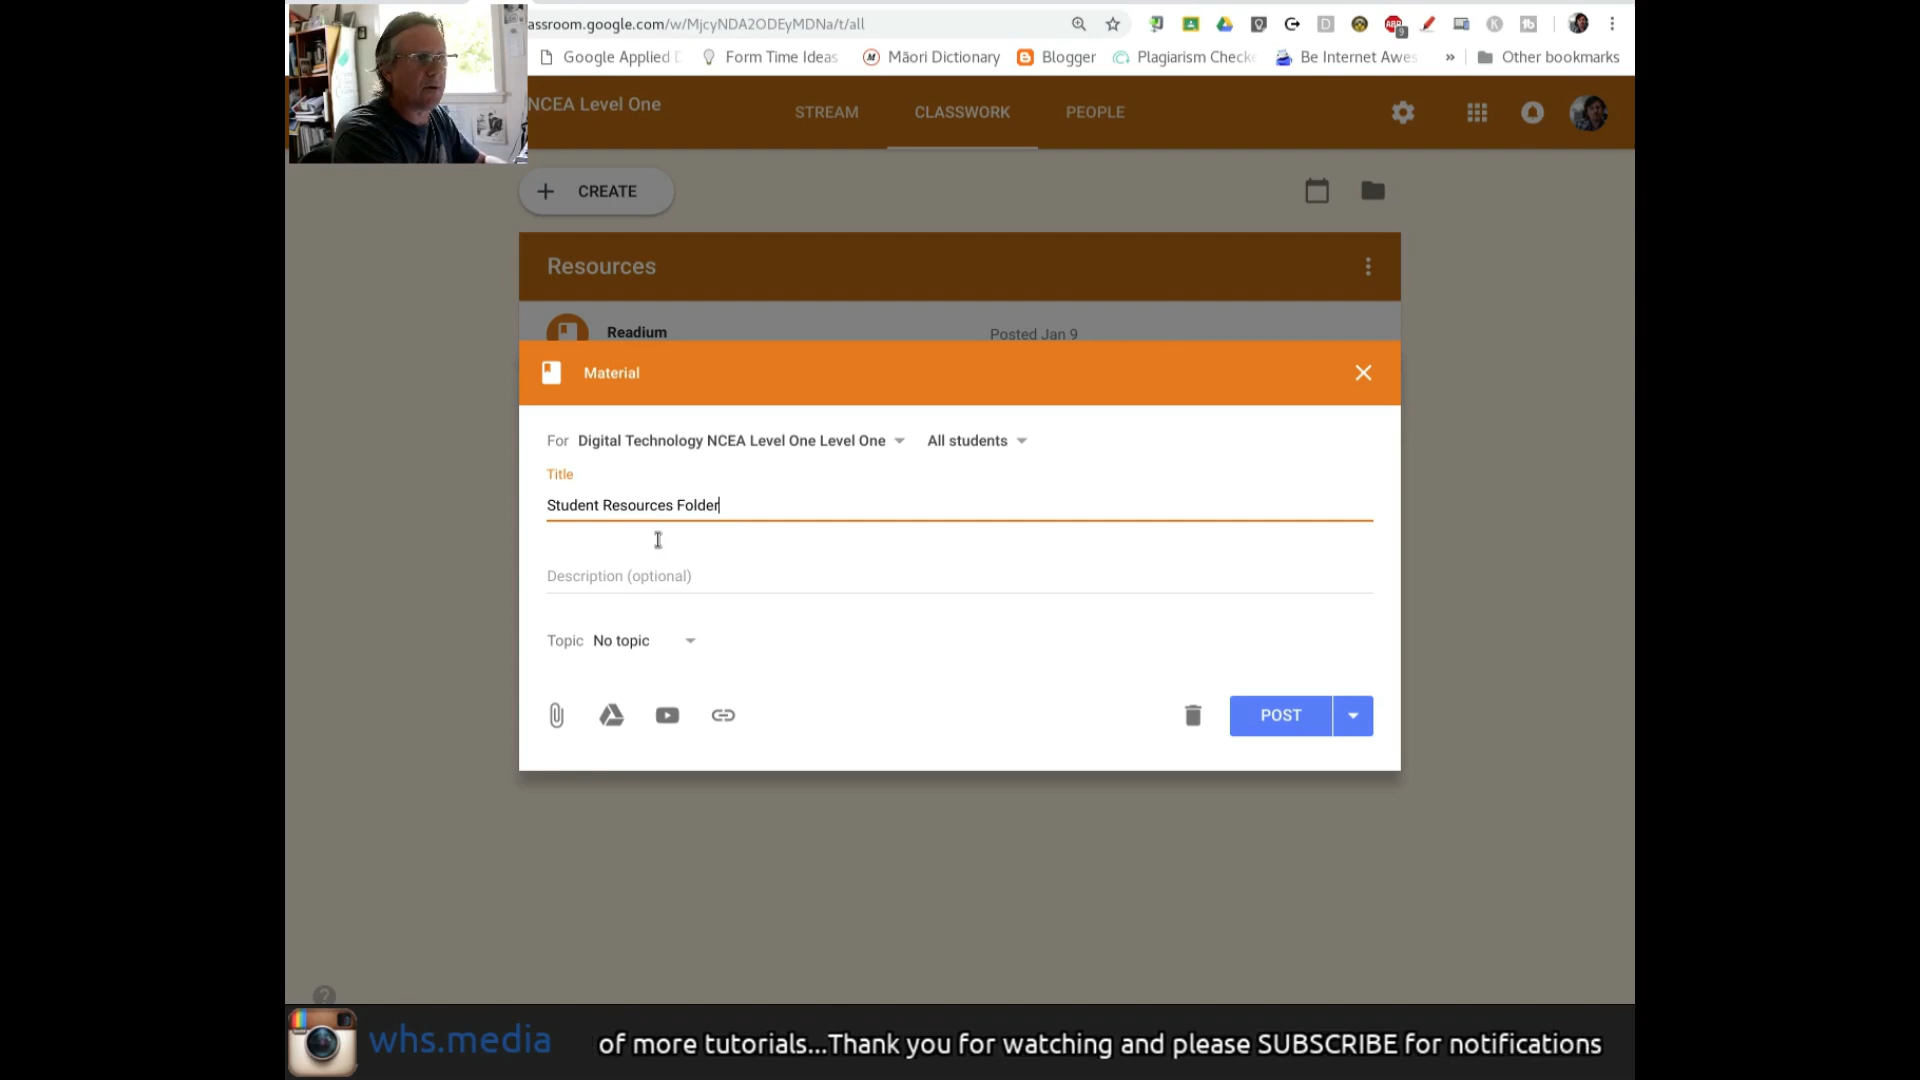 assroom.google.com/w/MjcyNDA2ODEyMDNa/t/all
9
Google Applied D
Form Time Ideas
Māori Dictionary
Blogger
Plagiarism Checke
Be Internet Awes
»
Other bookmarks
NCEA Level One
STREAM
CLASSWORK
PEOPLE
+ CREATE
Resources
Readium
Posted Jan 9
Material
For Digital Technology NCEA Level One Level One
All students
Title
Student Resources Folder
Description (optional)
Topic No topic
POST
?
whs.media
of more tutorials...Thank you for watching and please SUBSCRIBE for notifications